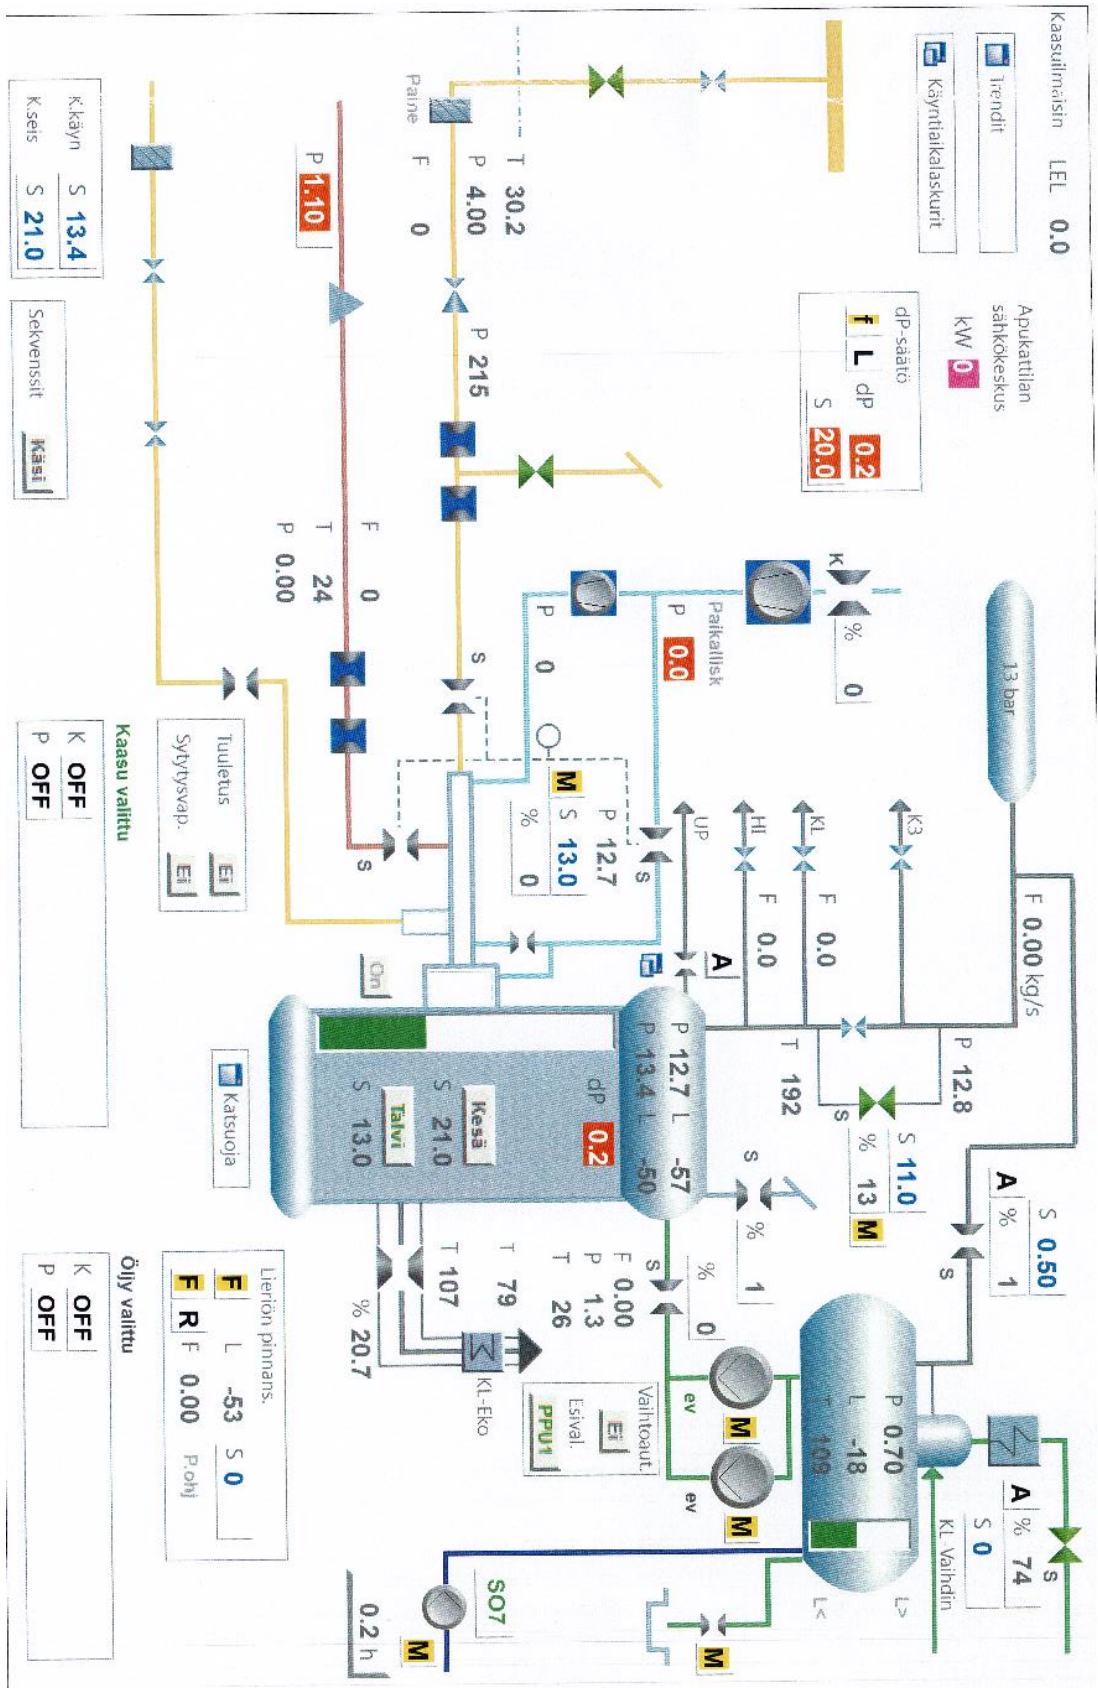 Kaasuilmaisin LEL 0.0
Trendit
Käyntiaikalaskurit
Apukattilan
sähkökeskus
kW 0
dP-säätö
f L dP 0.2
S 20.0
13 bar
F 0.00 kg/s
S 0.50
A % 1
S
A % 74
S
KL Vaihdin
S 0
L>
L<
P 0.70
L -18
T 109
K % 0
Paikallisk
P 0.0
P 0
K3
KL
HI
UP
F 0.0
F 0.0
A
P 12.8
T 192
S 11.0
% 13 M
S
T 30.2
P 4.00
F 0
Paine
P 215
S
P 12.7
M S 13.0
% 0
S
P 12.7 L -57
P 13.4 L -50
S
% 1
dP 0.2
Kesä
S 21.0
Talvi
S 13.0
S
% 0
F 0.00
P 1.3
T 26
T 79
T 107
% 20.7
KL-Eko
Vaihtoaut.
Ei
Esival.
PPU1
ev M
ev M
M
SO7
M
0.2 h
P 1.10
F 0
T 24
P 0.00
S
On
Katsuoja
K.käyn S 13.4
K.seis S 21.0
Sekvenssit Käsi
Tuuletus Ei
Sytytysvap. Ei
Kaasu valittu
K OFF
P OFF
Lieriön pinnans.
F L -53 S 0
F R F 0.00 P.ohj
Öljy valittu
K OFF
P OFF